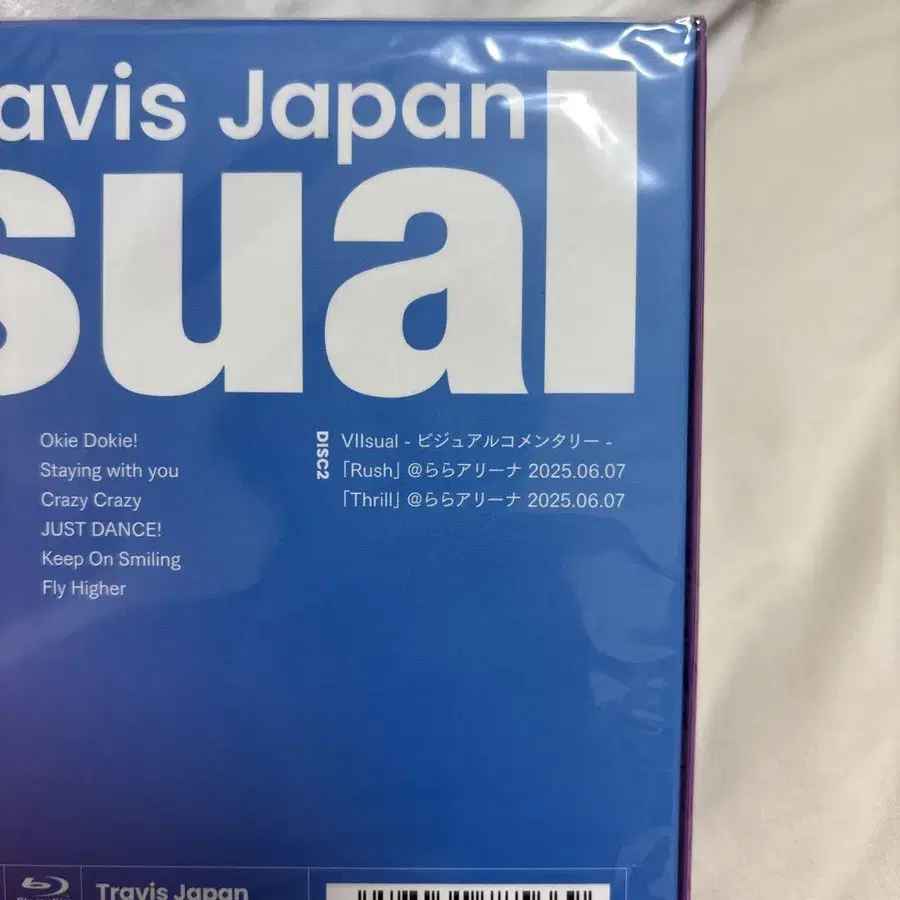 avis Japan
sual
Okie Dokie!
Staying with you
Crazy Crazy
JUST DANCE!
Keep On Smiling
Fly Higher
DISC2
VIIsual - ビジュアルコメンタリー -
「Rush」@ららアリーナ 2025.06.07
「Thrill」@ららアリーナ 2025.06.07
Travis Japan